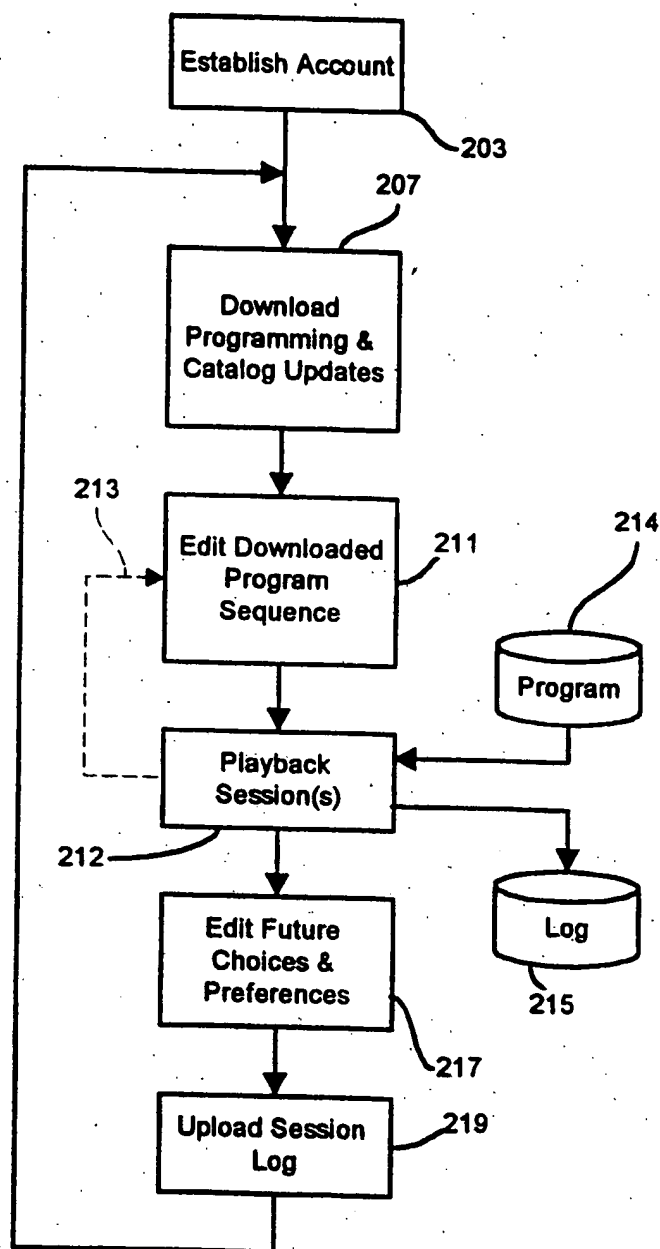 Establish Account
203
207
Download
Programming &
Catalog Updates
213
Edit Downloaded
Program
Sequence
211
214
Program
Playback
Session(s)
212
Log
215
Edit Future
Choices &
Preferences
217
Upload Session
Log
219